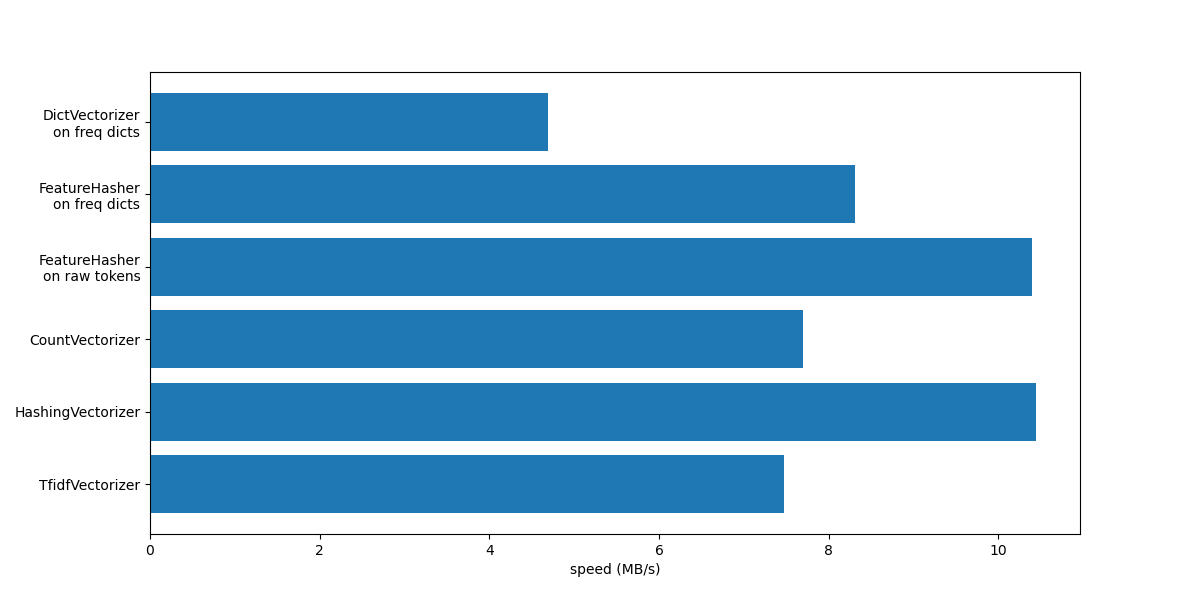 DictVectorizer
on freq dicts
FeatureHasher
on freq dicts
FeatureHasher
on raw tokens
CountVectorizer
HashingVectorizer
TfidfVectorizer
0 2 4 6 8 10
speed (MB/s)